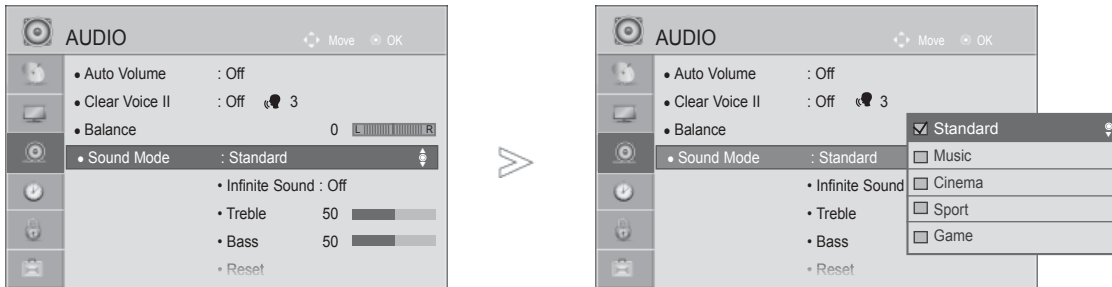 AUDIO
Move OK
• Auto Volume : Off
• Clear Voice II : Off 3
• Balance 0 L R
• Sound Mode : Standard
• Infinite Sound : Off
• Treble 50
• Bass 50
• Reset
AUDIO
Move OK
• Auto Volume : Off
• Clear Voice II : Off 3
• Balance
• Sound Mode : Standard
• Infinite Sound
• Treble
• Bass
• Reset
Standard
Music
Cinema
Sport
Game